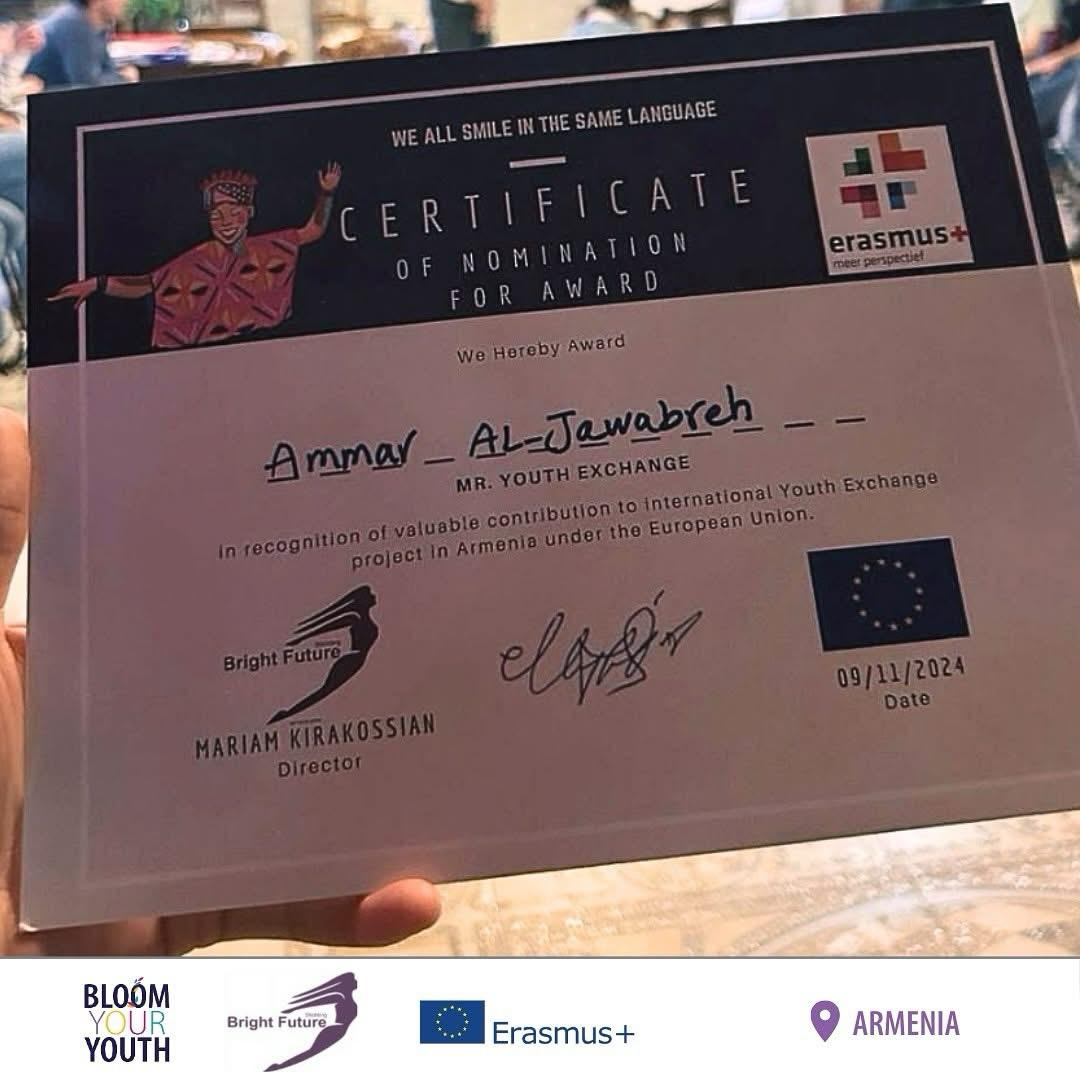 WE ALL SMILE IN THE SAME LANGUAGE
CERTIFICATE
OF NOMINATION
FOR AWARD
erasmus+
meer perspectief
We Hereby Award
Ammar AL-Jawabreh
MR. YOUTH EXCHANGE
in recognition of valuable contribution to international Youth Exchange
project in Armenia under the European Union.
Stichting
Bright Future
MARIAM KIRAKOSSIAN
Director
09/11/2024
Date
BLOOM
YOUR
YOUTH
Stichting
Bright Future
Erasmus+
ARMENIA